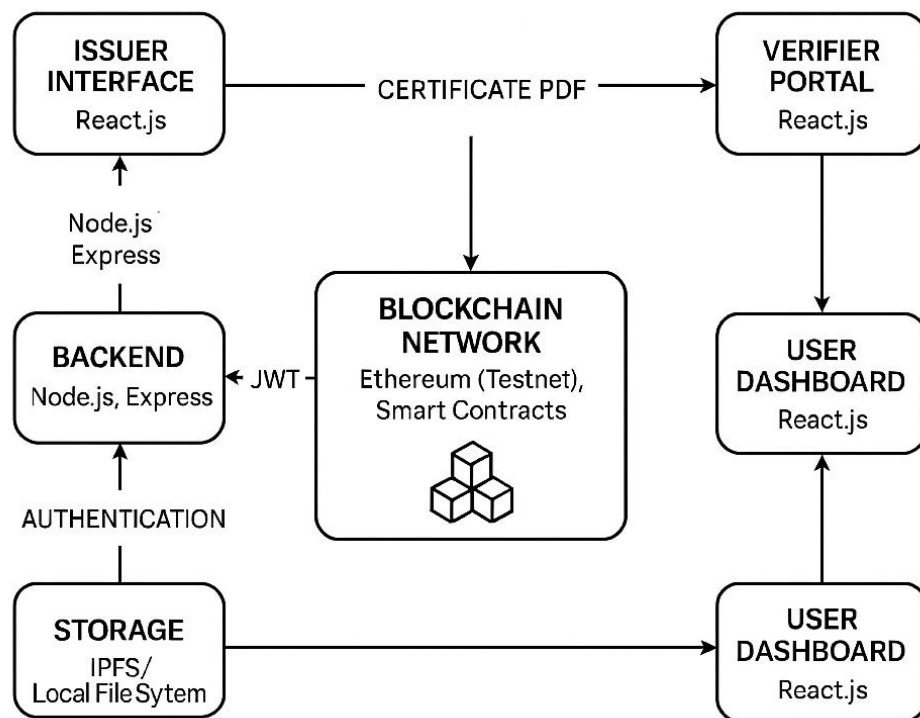 ISSUER
INTERFACE
React.js
CERTIFICATE PDF
VERIFIER
PORTAL
React.js
Node.js
Express
BACKEND
Node.js, Express
JWT
BLOCKCHAIN
NETWORK
Ethereum (Testnet),
Smart Contracts
USER
DASHBOARD
React.js
AUTHENTICATION
STORAGE
IPFS/
Local File Sytem
USER
DASHBOARD
React.js